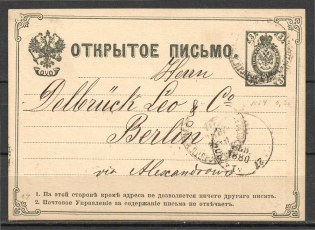 ОТКРЫТОЕ ПИСЬМО.
Herrn
Delbrück Leo & Co
Berlin
via Alexandrowo
1. На этой сторонѣ кромѣ адреса не дозволяется ничего другаго писать.
2. Почтовое Управленіе за содержаніе письма не отвѣчаетъ.